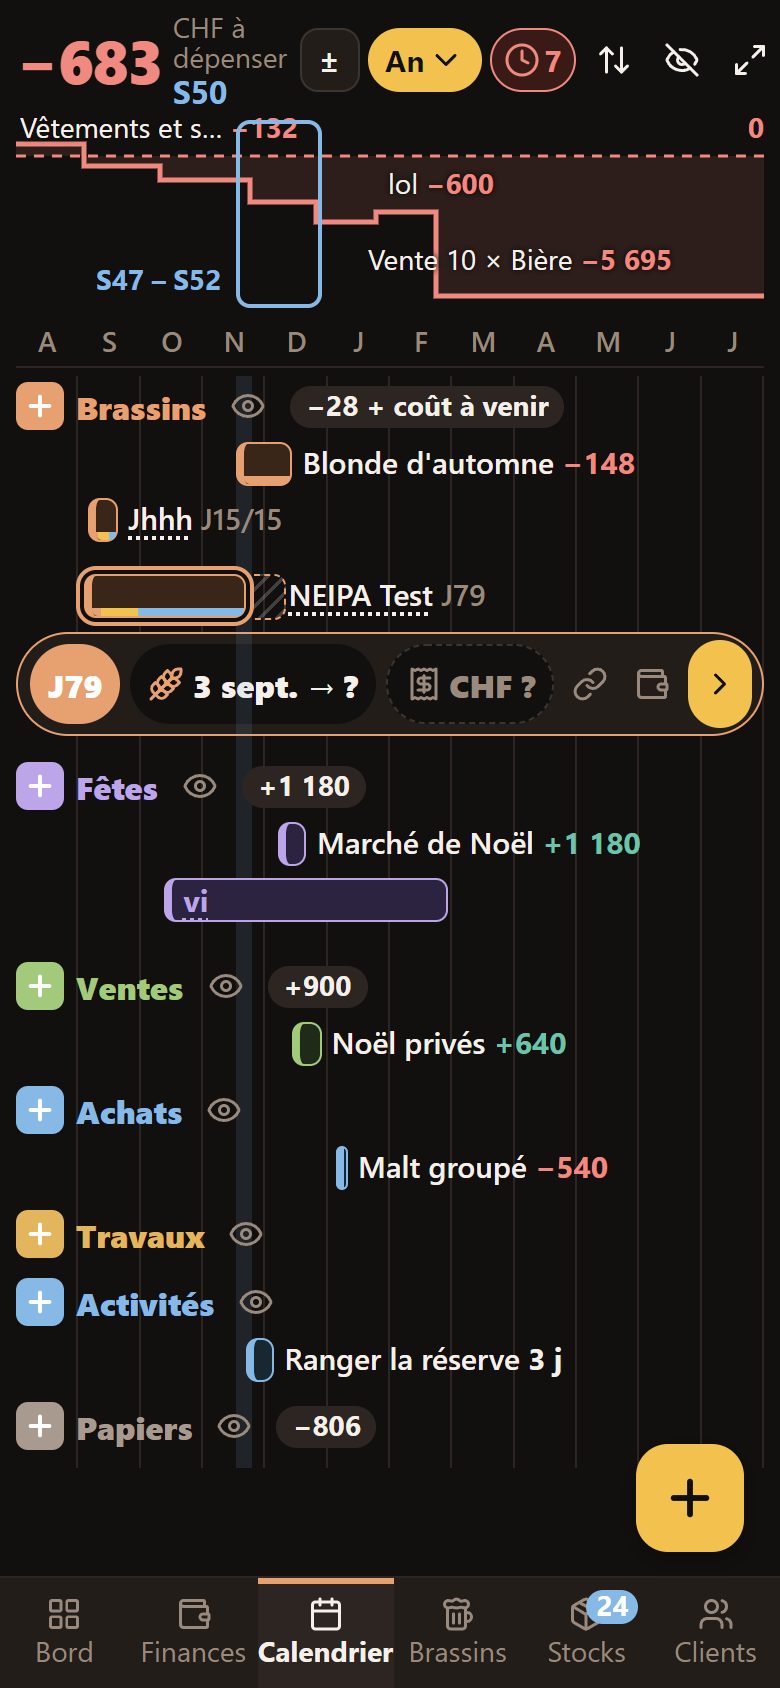 −683 CHF à dépenser S50 ± An 7
Vêtements et s... −132 0
lol −600
Vente 10 × Bière −5 695
S47 – S52
A S O N D J F M A M J J
Brassins −28 + coût à venir
Blonde d'automne −148
Jhhh J15/15
NEIPA Test J79
J79 3 sept. → ? CHF ?
Fêtes +1 180
Marché de Noël +1 180
vi
Ventes +900
Noël privés +640
Achats
Malt groupé −540
Travaux
Activités
Ranger la réserve 3 j
Papiers −806
24
Bord Finances Calendrier Brassins Stocks Clients